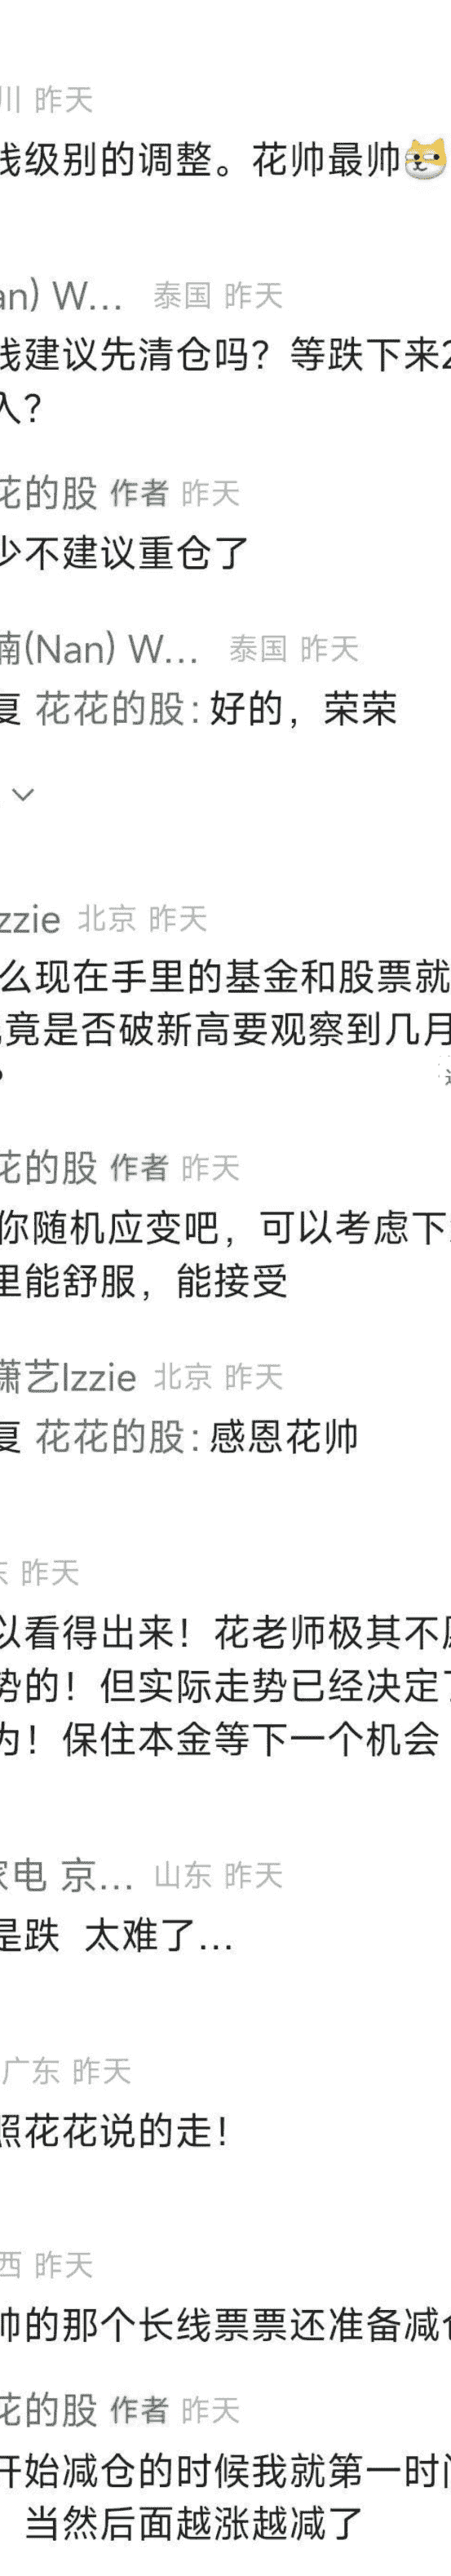 川 昨天
线级别的调整。花帅最帅
an) W... 泰国 昨天
线建议先清仓吗？等跌下来2
入？
花的股 作者 昨天
少不建议重仓了
楠(Nan) W... 泰国 昨天
复 花花的股：好的，荣荣
zzie 北京 昨天
么现在手里的基金和股票就
竟是否破新高要观察到几月
花的股 作者 昨天
你随机应变吧，可以考虑下
里能舒服，能接受
潇艺Izzie 北京 昨天
复 花花的股：感恩花帅
东 昨天
以看得出来！花老师极其不愿
势的！但实际走势已经决定了
为！保住本金等下一个机会
家电 京... 山东 昨天
是跌 太难了...
广东 昨天
照花花说的走！
西 昨天
帅的那个长线票票还准备减仓
花的股 作者 昨天
开始减仓的时候我就第一时间
当然后面越涨越减了